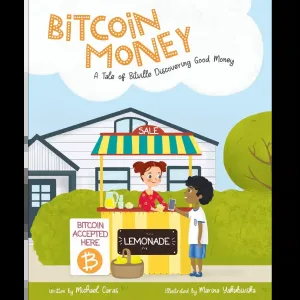 BITCOIN
MONEY
A Tale of Bitville Discovering Good Money
SALE
BITCOIN
ACCEPTED
HERE
LEMONADE
written by Michael Caras
illustrated by Marina